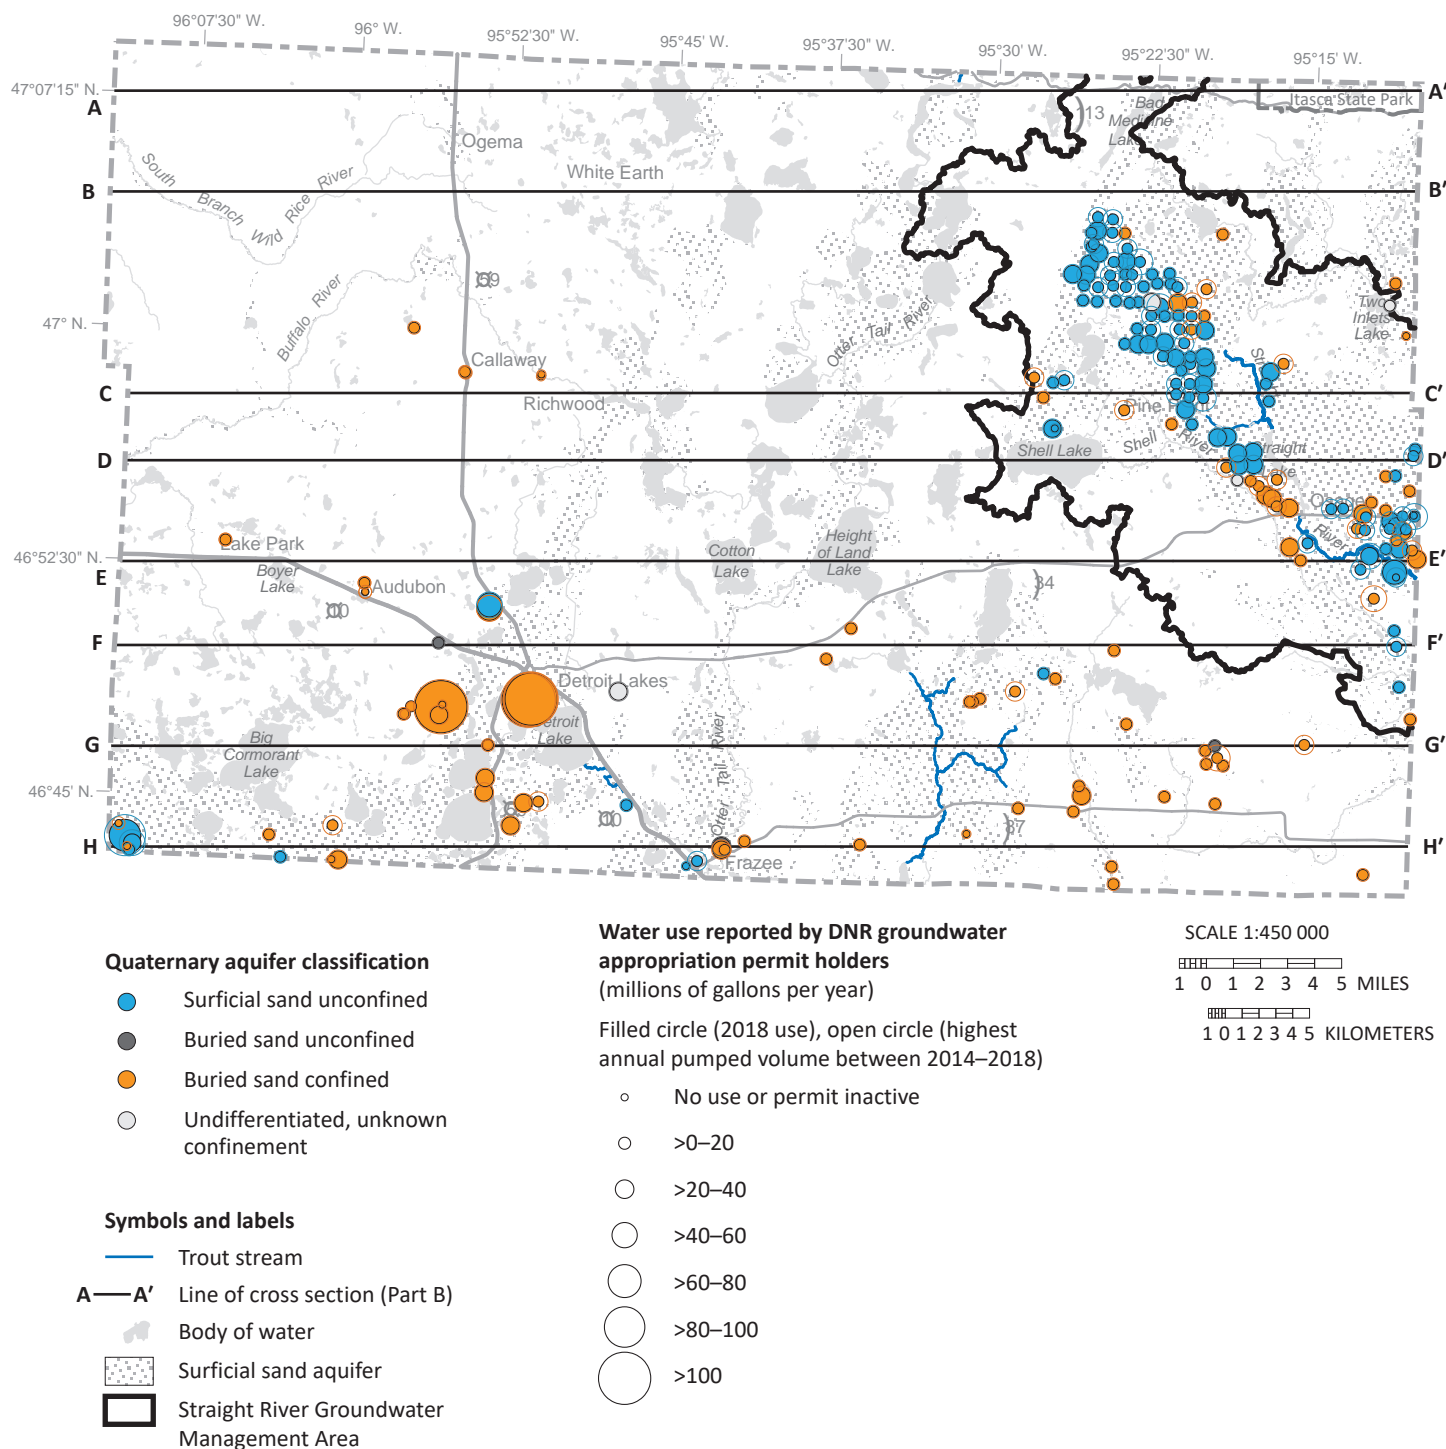 96°07'30" W.
96° W.
95°52'30" W.
95°45' W.
95°37'30" W.
95°30' W.
95°22'30" W.
95°15' W.
47°07'15" N.
A
A'
Itasca State Park
113
Bad
Medicine
Lake
Ogema
South
Branch
Wild
Rice
River
White Earth
B
B'
59
Buffalo
River
Two
Inlets
Lake
47° N.
Otter
Tail
River
Callaway
C
C'
Richwood
Shell
River
Shell Lake
D
D'
Lake
46°52'30" N.
Lake Park
Cotton
Lake
Height
of Land
Lake
River
E
E'
Boyer
Lake
Audubon
34
F
F'
Detroit Lakes
Lake
G
G'
Big
Cormorant
Lake
Otter
Tail
River
46°45' N.
87
H
H'
Frazee
Quaternary aquifer classification
Surficial sand unconfined
Buried sand unconfined
Buried sand confined
Undifferentiated, unknown
confinement
Symbols and labels
Trout stream
A A' Line of cross section (Part B)
Body of water
Surficial sand aquifer
Straight River Groundwater
Management Area
Water use reported by DNR groundwater
appropriation permit holders
(millions of gallons per year)
Filled circle (2018 use), open circle (highest
annual pumped volume between 2014–2018)
No use or permit inactive
>0–20
>20–40
>40–60
>60–80
>80–100
>100
SCALE 1:450 000
1 0 1 2 3 4 5 MILES
1 0 1 2 3 4 5 KILOMETERS